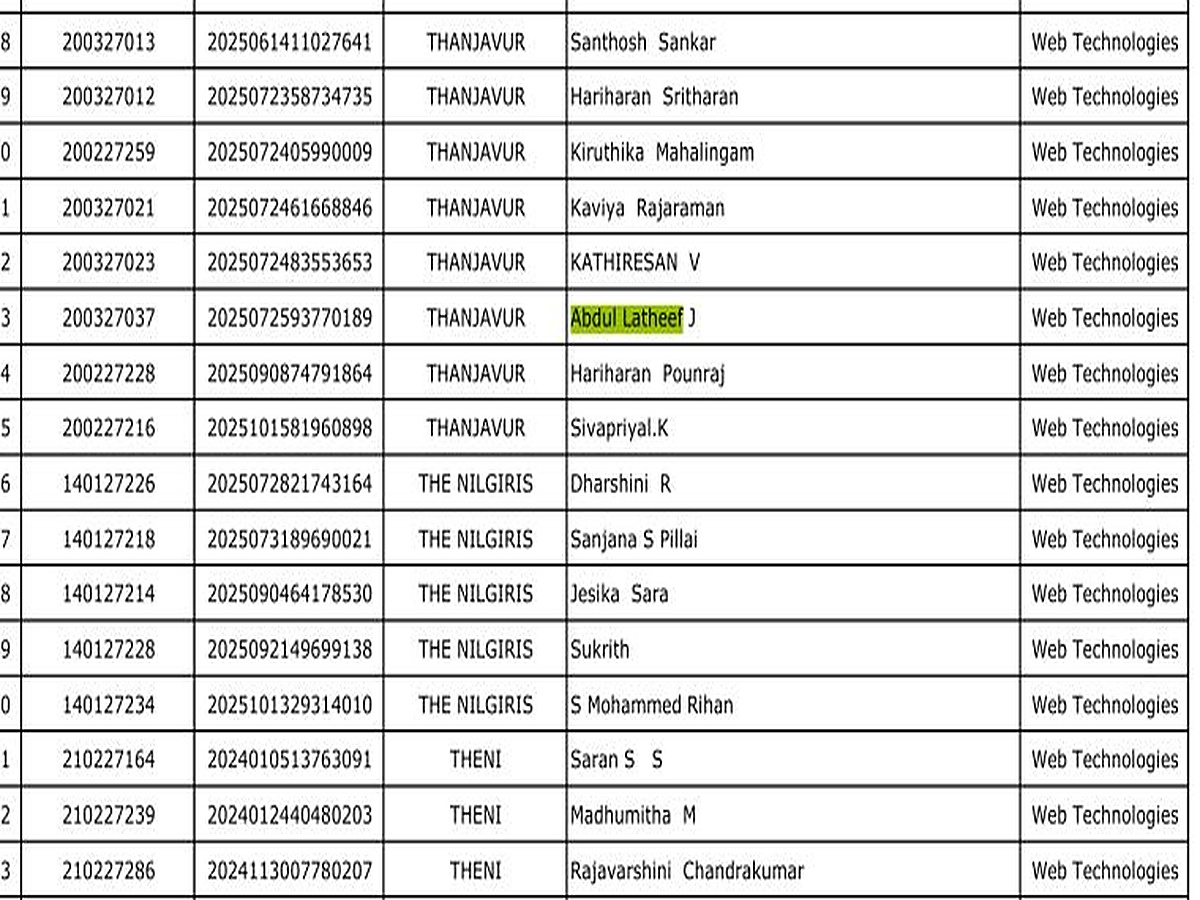 8 200327013 2025061411027641 THANJAVUR Santhosh Sankar Web Technologies
9 200327012 2025072358734735 THANJAVUR Hariharan Sritharan Web Technologies
0 200227259 2025072405990009 THANJAVUR Kiruthika Mahalingam Web Technologies
1 200327021 2025072461668846 THANJAVUR Kaviya Rajaraman Web Technologies
2 200327023 2025072483553653 THANJAVUR KATHIRESAN V Web Technologies
3 200327037 2025072593770189 THANJAVUR Abdul Latheef J Web Technologies
4 200227228 2025090874791864 THANJAVUR Hariharan Pounraj Web Technologies
5 200227216 2025101581960898 THANJAVUR Sivapriyal.K Web Technologies
6 140127226 2025072821743164 THE NILGIRIS Dharshini R Web Technologies
7 140127218 2025073189690021 THE NILGIRIS Sanjana S Pillai Web Technologies
8 140127214 2025090464178530 THE NILGIRIS Jesika Sara Web Technologies
9 140127228 2025092149699138 THE NILGIRIS Sukrith Web Technologies
0 140127234 2025101329314010 THE NILGIRIS S Mohammed Rihan Web Technologies
1 210227164 2024010513763091 THENI Saran S S Web Technologies
2 210227239 2024012440480203 THENI Madhumitha M Web Technologies
3 210227286 2024113007780207 THENI Rajavarshini Chandrakumar Web Technologies